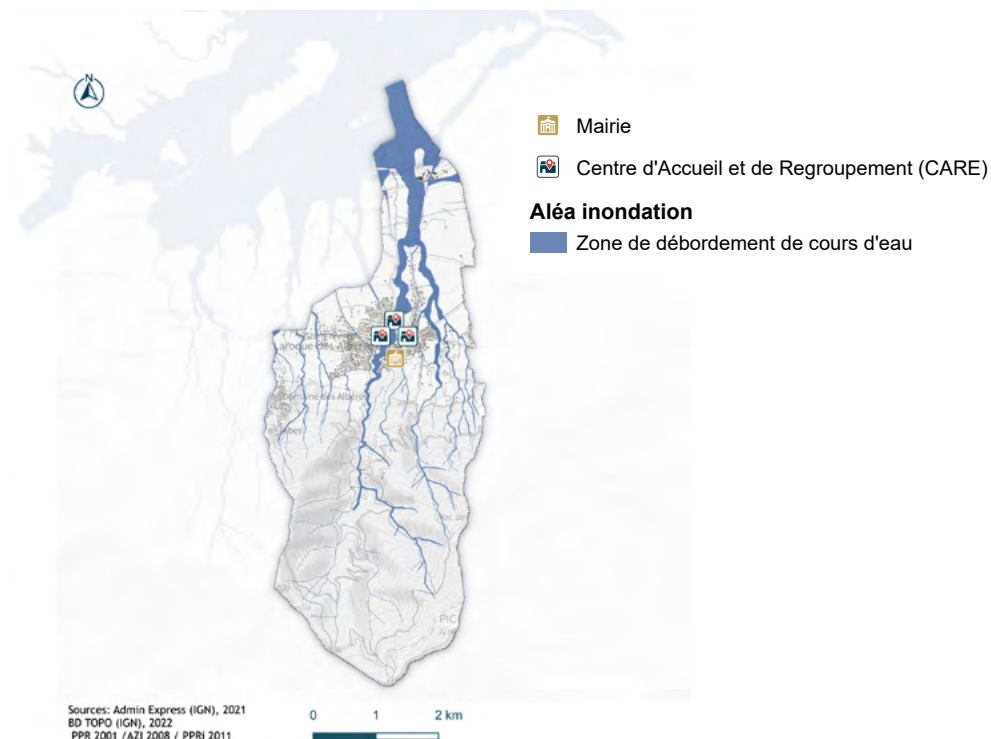 N
Mairie
Centre d'Accueil et de Regroupement (CARE)
Aléa inondation
Zone de débordement de cours d'eau
PIC
Sources: Admin Express (IGN), 2021
BD TOPO (IGN), 2022
PPR 2001 /AZI 2008 / PPRi 2011
0 1 2 km